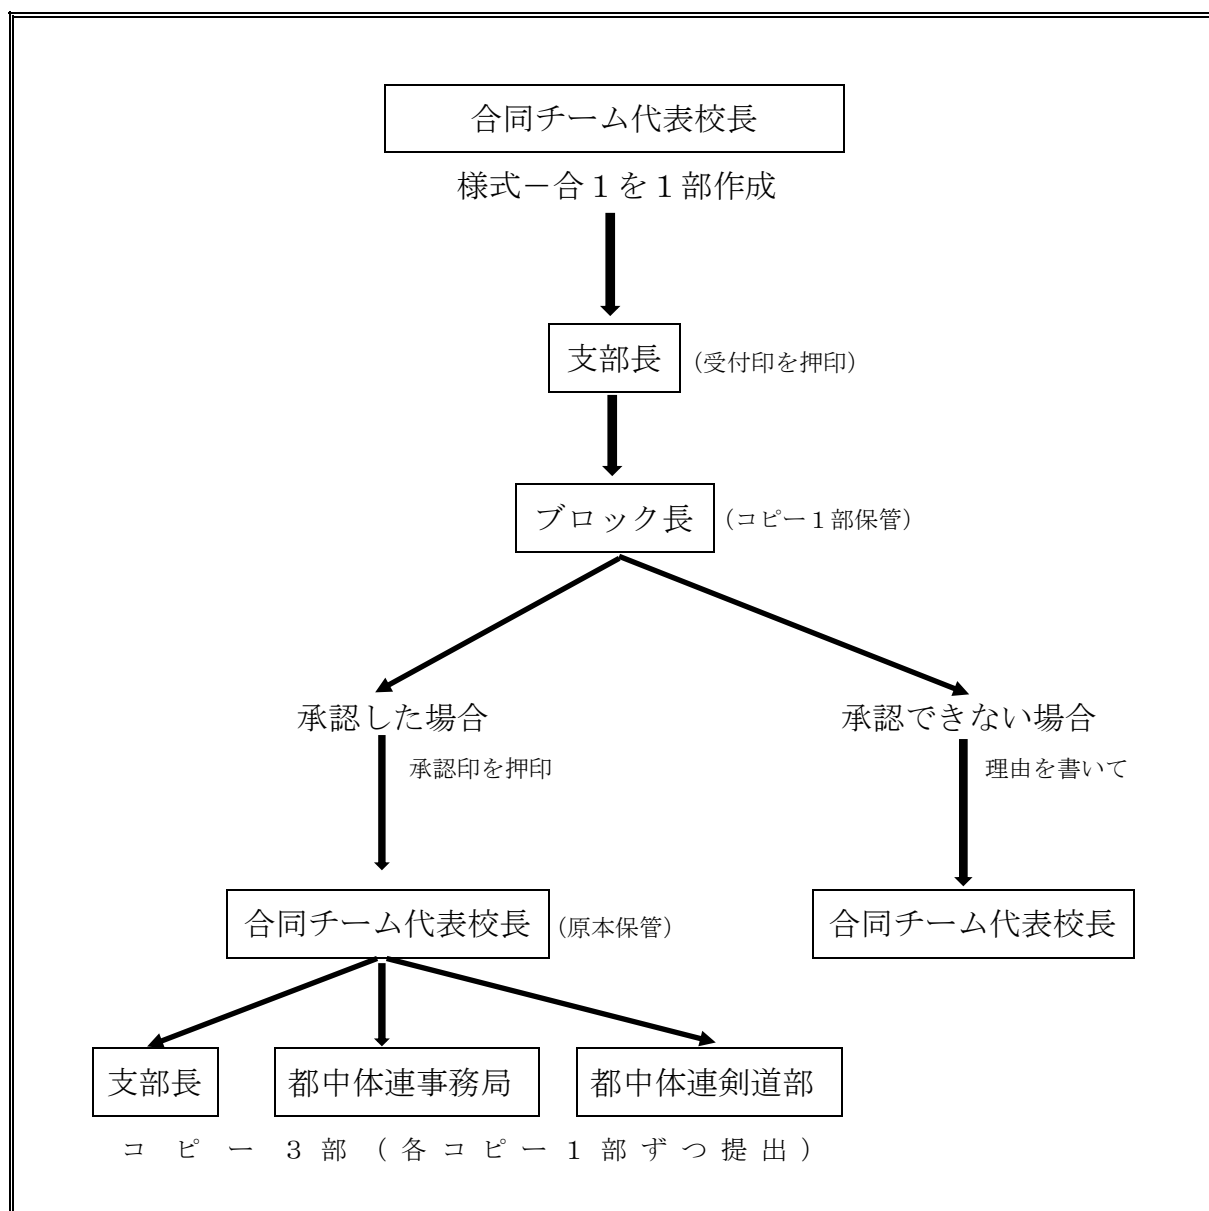 合同チーム代表校長
様式－合１を１部作成
支部長 （受付印を押印）
ブロック長 （コピー１部保管）
承認した場合 承認できない場合
承認印を押印 理由を書いて
合同チーム代表校長 （原本保管） 合同チーム代表校長
支部長 都中体連事務局 都中体連剣道部
コピー３部（各コピー１部ずつ提出）